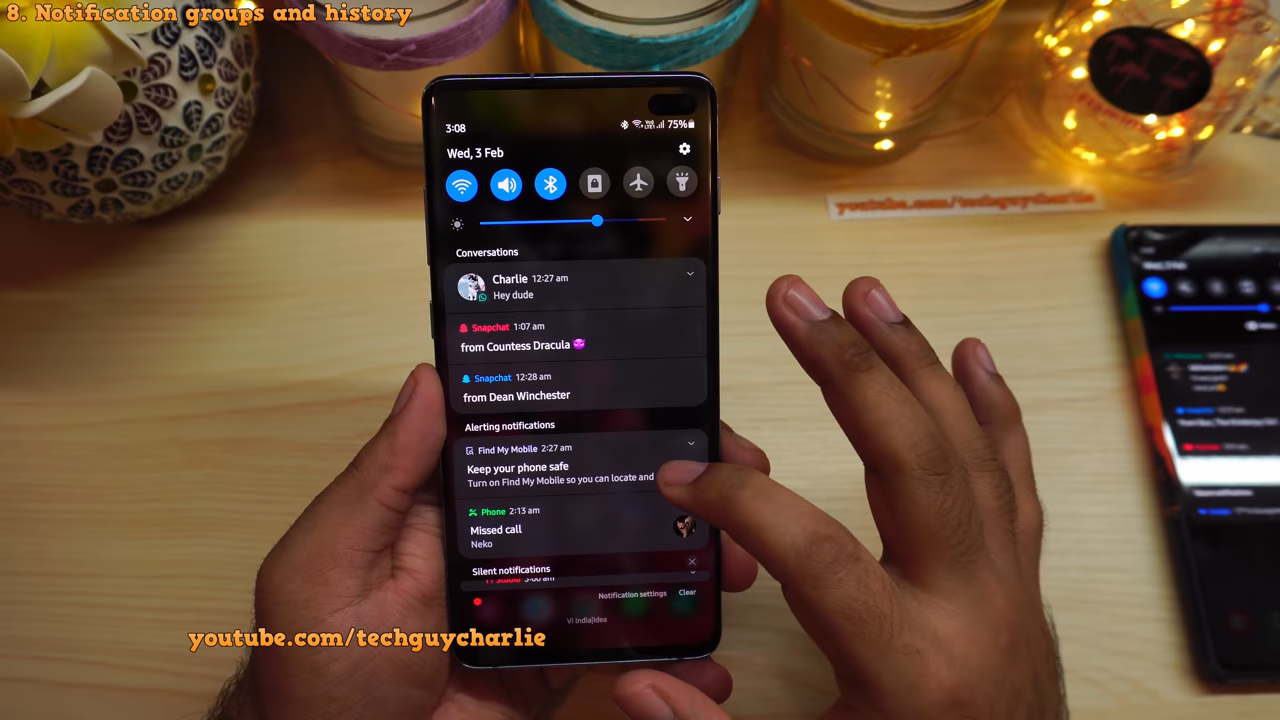 8. Notification groups and history
3:08
75%
Wed, 3 Feb
Conversations
Charlie 12:27 am
Hey dude
Snapchat 1:07 am
from Countess Dracula 😈
Snapchat 12:28 am
from Dean Winchester
Alerting notifications
Find My Mobile 2:27 am
Keep your phone safe
Turn on Find My Mobile so you can locate and
Phone 2:13 am
Missed call
Neko
Silent notifications
Notification settings Clear
VI India|Idea
youtube.com/techguycharlie
youtube.com/techguycharlie